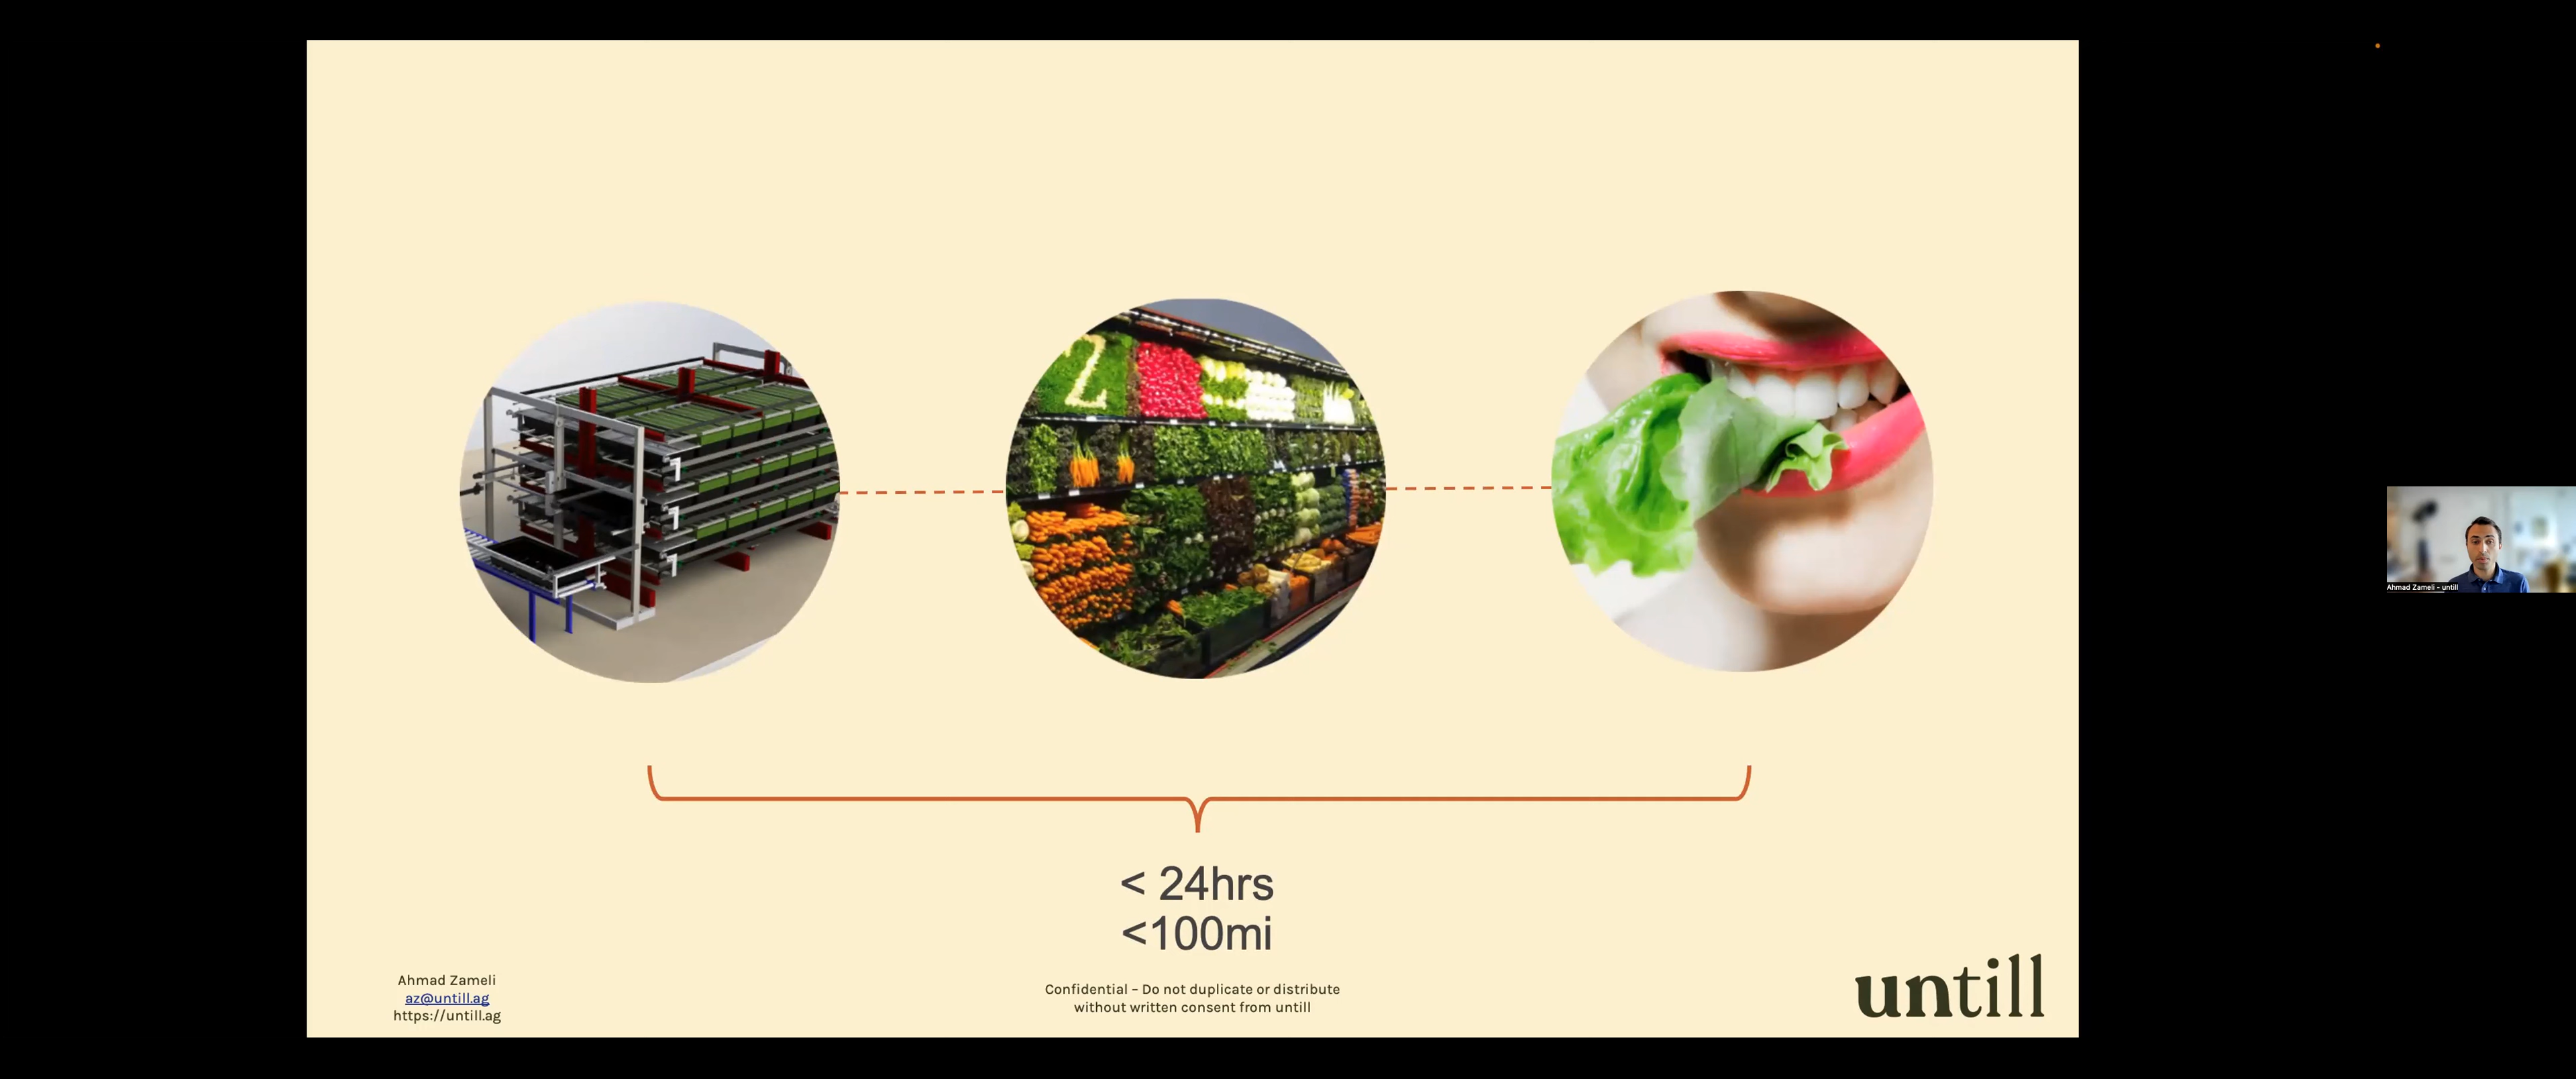 < 24hrs
<100mi
Ahmad Zameli
az@untill.ag
https://untill.ag
Confidential – Do not duplicate or distribute
without written consent from untill
untill
Ahmad Zameli - untill